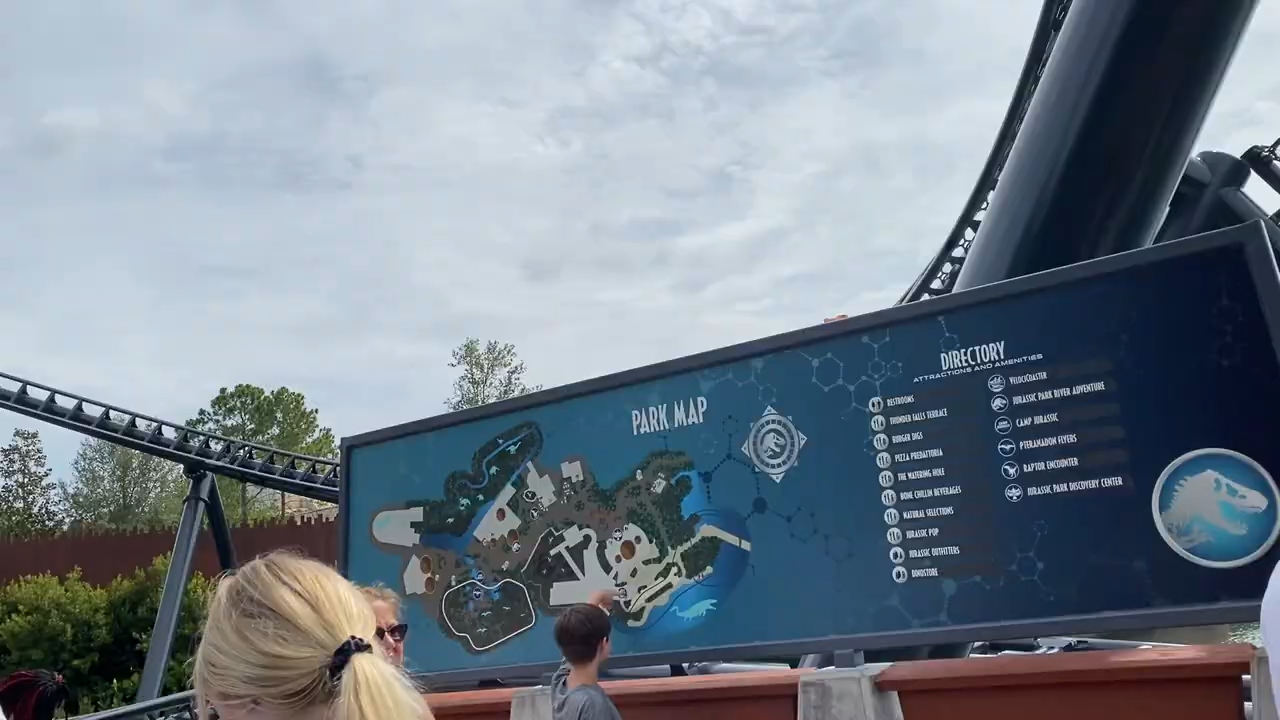 PARK MAP
DIRECTORY
ATTRACTIONS AND AMENITIES
RESTROOMS
THUNDER FALLS TERRACE
BURGER DIGS
PIZZA PREDATTORIA
THE WATERING HOLE
BONE CHILLIN BEVERAGES
NATURAL SELECTIONS
JURASSIC POP
JURASSIC OUTFITTERS
DINOSTORE
VELOCICOASTER
JURASSIC PARK RIVER ADVENTURE
CAMP JURASSIC
PTERANODON FLYERS
RAPTOR ENCOUNTER
JURASSIC PARK DISCOVERY CENTER